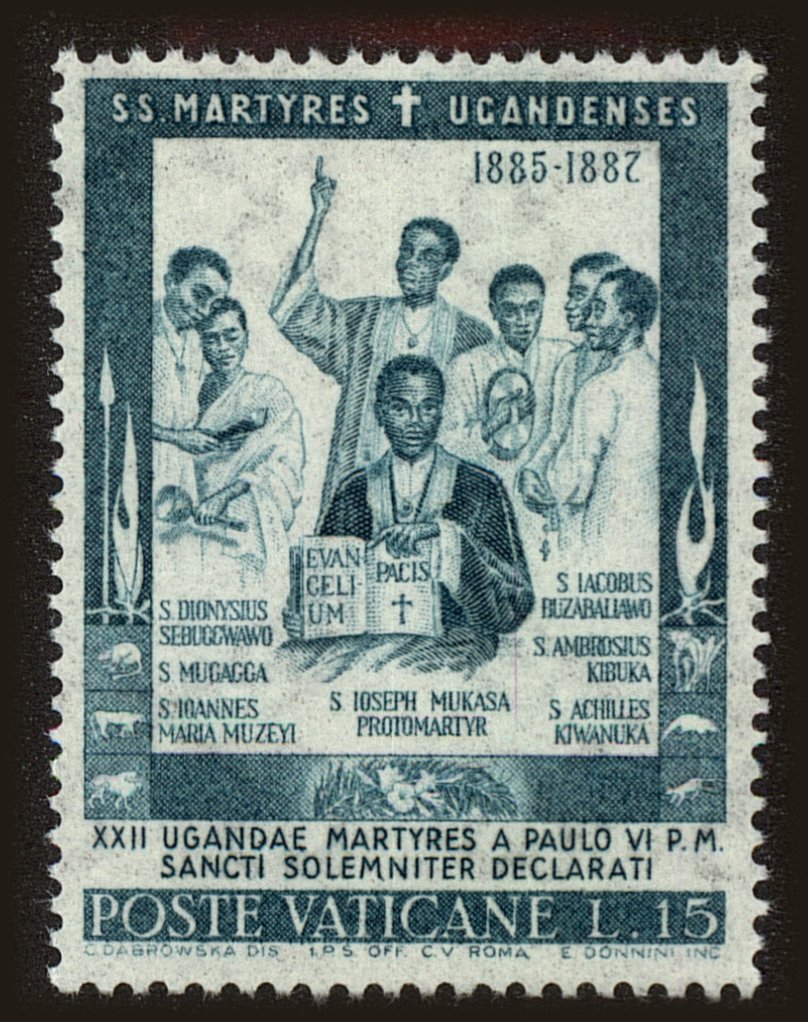 SS. MARTYRES † UGANDENSES
1885-1887
EVAN-
GELI-
UM
PACIS
†
S. DIONYSIUS
SEBUGGWAWO
S. MUGAGGA
S. IOANNES
MARIA MUZEYI
S. IOSEPH MUKASA
PROTOMARTYR
S. IACOBUS
BUZABALIAWO
S. AMBROSIUS
KIBUKA
S. ACHILLES
KIWANUKA
XXII UGANDAE MARTYRES A PAULO VI P. M.
SANCTI SOLEMNITER DECLARATI
POSTE VATICANE L. 15
C. DABROWSKA DIS. I.P.S. OFF. C.V. ROMA E. DONNINI INC.